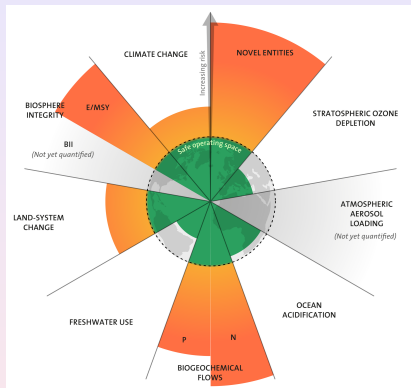 CLIMATE CHANGE
Increasing risk
NOVEL ENTITIES
STRATOSPHERIC OZONE
DEPLETION
ATMOSPHERIC
AEROSOL
LOADING
(Not yet quantified)
OCEAN
ACIDIFICATION
N
P
BIOGEOCHEMICAL
FLOWS
FRESHWATER USE
LAND-SYSTEM
CHANGE
BIOSPHERE
INTEGRITY
E/MSY
BII
(Not yet quantified)
Safe operating space